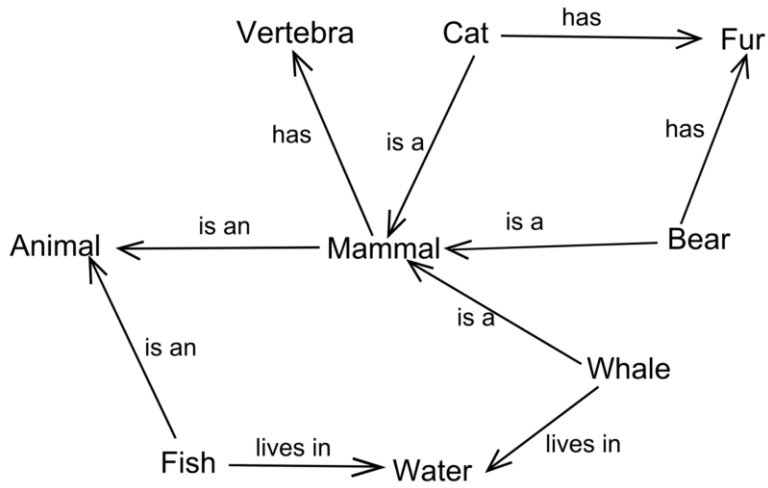 Vertebra
Cat
has
Fur
has
is a
has
Animal
is an
Mammal
is a
Bear
is a
is an
Whale
Fish
lives in
Water
lives in